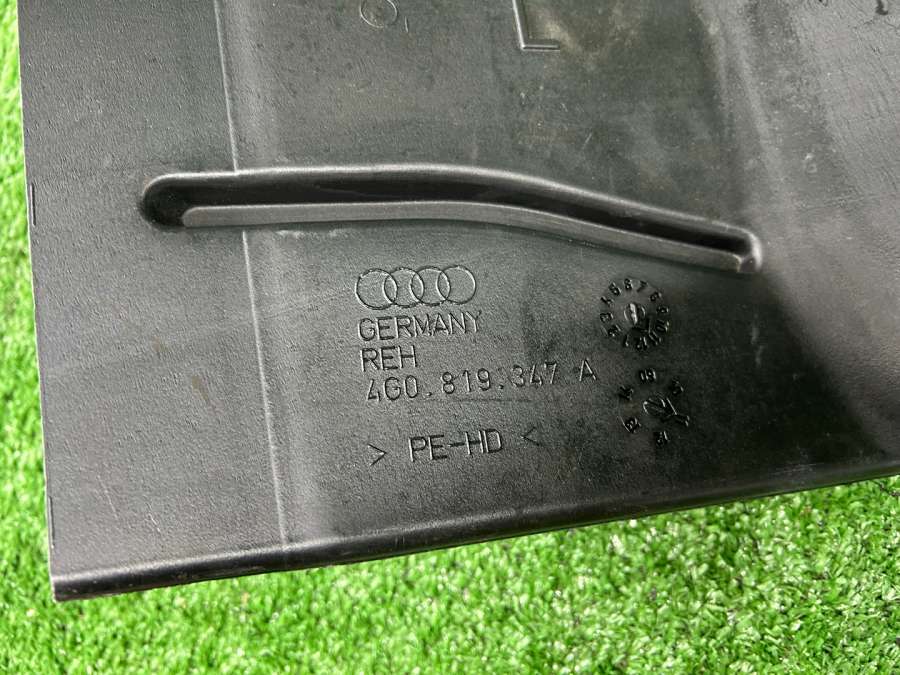 GERMANY
REH
4G0.819.347 A
> PE-HD <